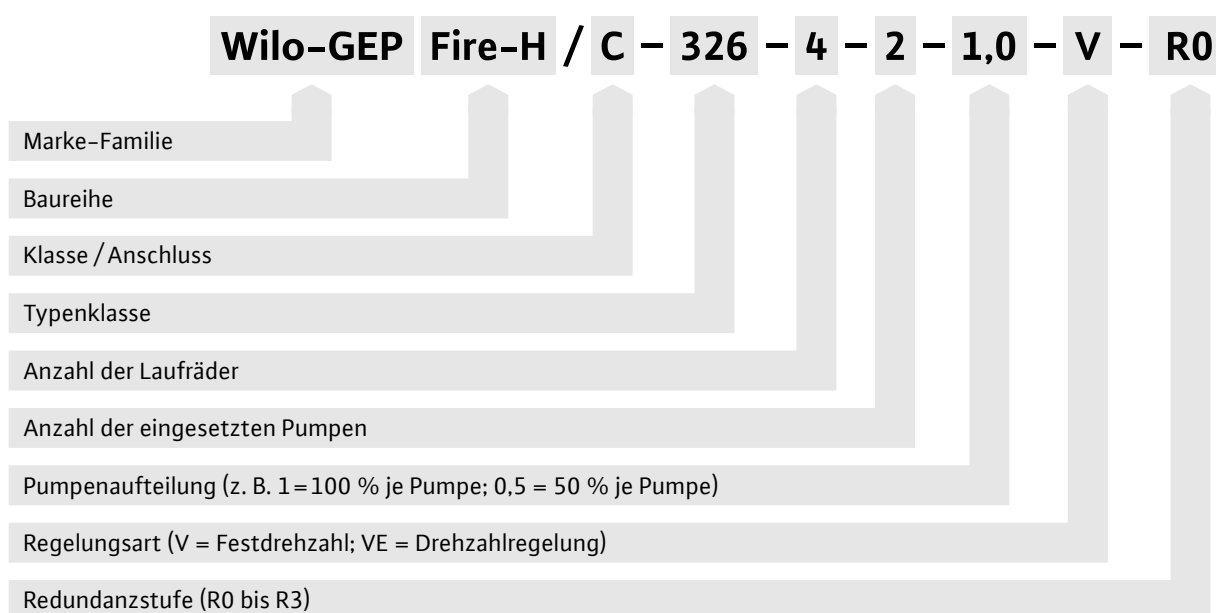 Wilo-GEP Fire-H / C – 326 – 4 – 2 – 1,0 – V – R0
Marke-Familie
Baureihe
Klasse / Anschluss
Typenklasse
Anzahl der Laufräder
Anzahl der eingesetzten Pumpen
Pumpenaufteilung (z. B. 1=100 % je Pumpe; 0,5 = 50 % je Pumpe)
Regelungsart (V = Festdrehzahl; VE = Drehzahlregelung)
Redundanzstufe (R0 bis R3)